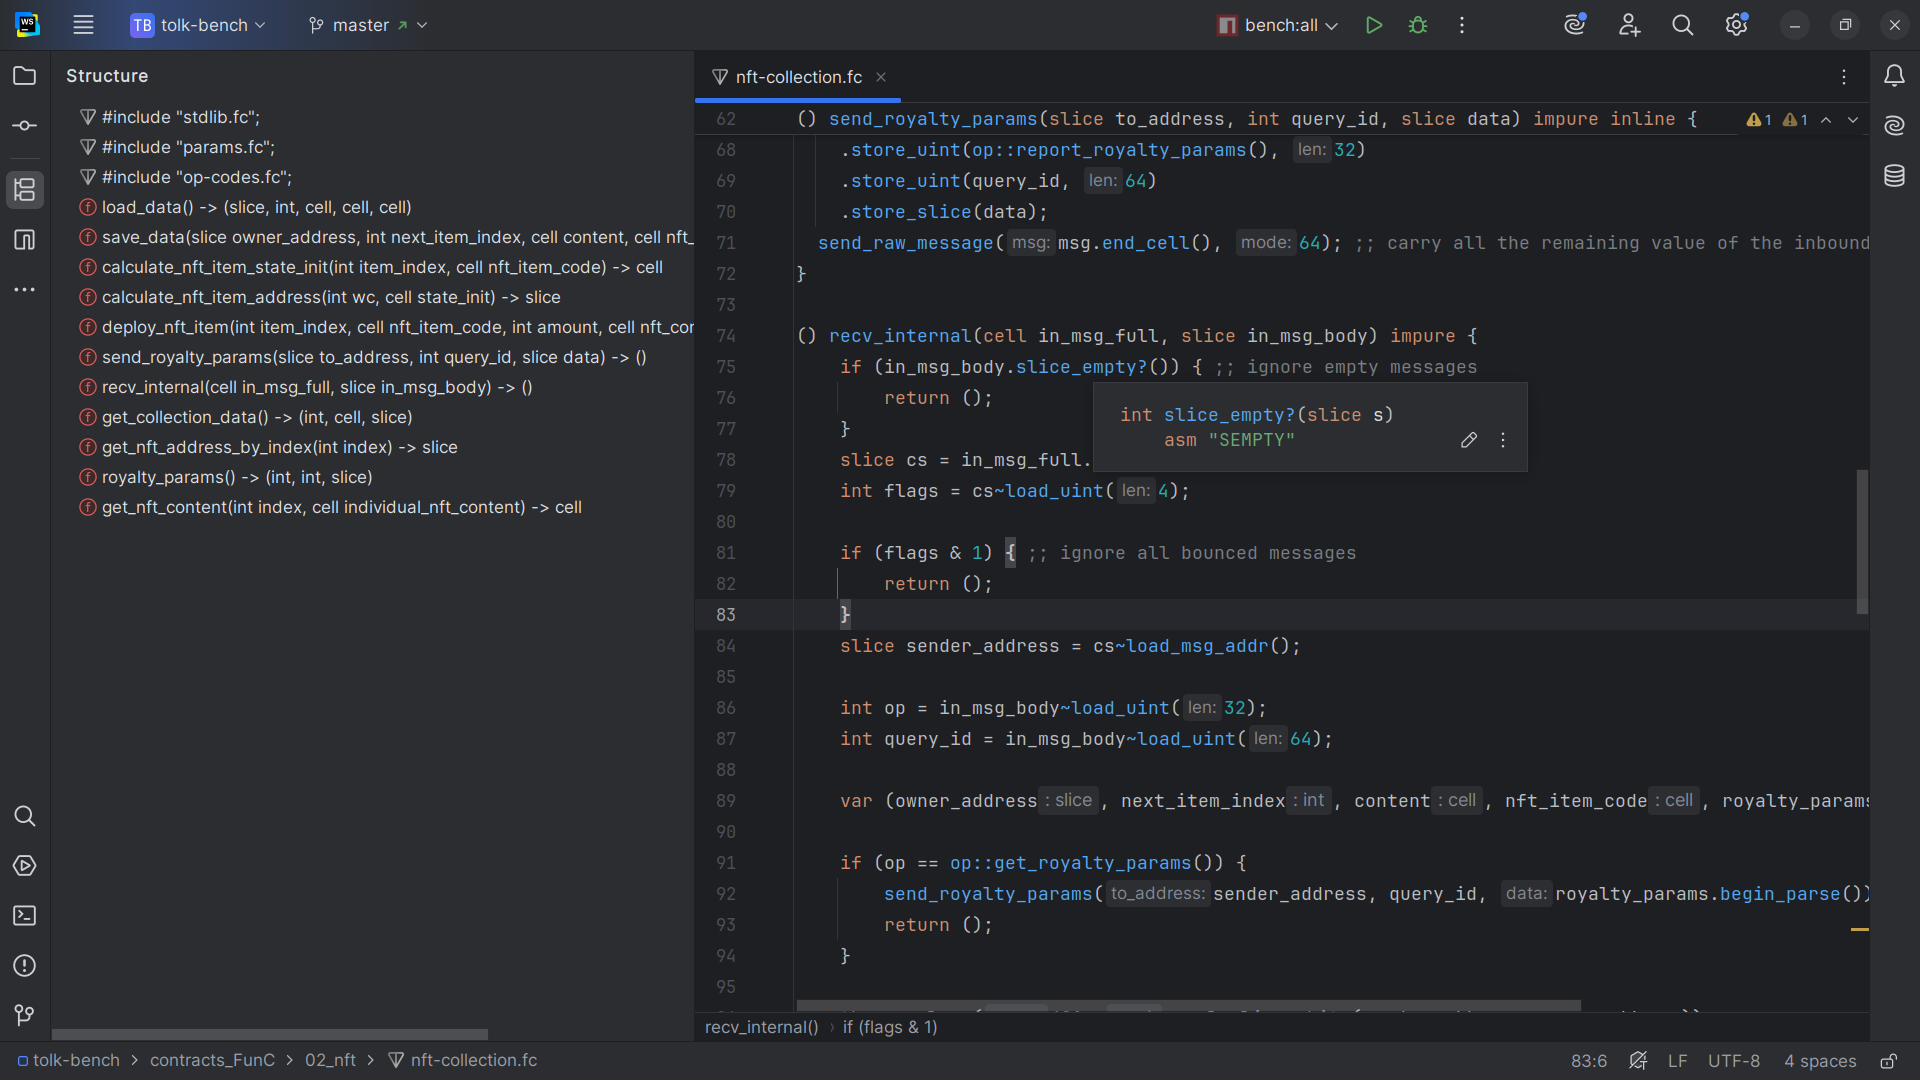 WS
TB tolk-bench
master
bench:all
Structure
#include "stdlib.fc";
#include "params.fc";
#include "op-codes.fc";
load_data() -> (slice, int, cell, cell, cell)
save_data(slice owner_address, int next_item_index, cell content, cell nft_
calculate_nft_item_state_init(int item_index, cell nft_item_code) -> cell
calculate_nft_item_address(int wc, cell state_init) -> slice
deploy_nft_item(int item_index, cell nft_item_code, int amount, cell nft_cor
send_royalty_params(slice to_address, int query_id, slice data) -> ()
recv_internal(cell in_msg_full, slice in_msg_body) -> ()
get_collection_data() -> (int, cell, slice)
get_nft_address_by_index(int index) -> slice
royalty_params() -> (int, int, slice)
get_nft_content(int index, cell individual_nft_content) -> cell
nft-collection.fc
62 () send_royalty_params(slice to_address, int query_id, slice data) impure inline { 1 1
68 .store_uint(op::report_royalty_params(), len: 32)
69 .store_uint(query_id, len: 64)
70 .store_slice(data);
71 send_raw_message( msg: msg.end_cell(), mode: 64); ;; carry all the remaining value of the inbound
72 }
73
74 () recv_internal(cell in_msg_full, slice in_msg_body) impure {
75 if (in_msg_body.slice_empty?()) { ;; ignore empty messages
76 return ();
77 }
78 slice cs = in_msg_full.
int slice_empty?(slice s)
asm "SEMPTY"
79 int flags = cs~load_uint( len: 4);
80
81 if (flags & 1) { ;; ignore all bounced messages
82 return ();
83 }
84 slice sender_address = cs~load_msg_addr();
85
86 int op = in_msg_body~load_uint( len: 32);
87 int query_id = in_msg_body~load_uint( len: 64);
88
89 var (owner_address : slice , next_item_index : int , content : cell , nft_item_code : cell , royalty_params
90
91 if (op == op::get_royalty_params()) {
92 send_royalty_params( to_address: sender_address, query_id, data: royalty_params.begin_parse())
93 return ();
94 }
95
recv_internal() › if (flags & 1)
tolk-bench > contracts_FunC > 02_nft > nft-collection.fc
83:6 LF UTF-8 4 spaces